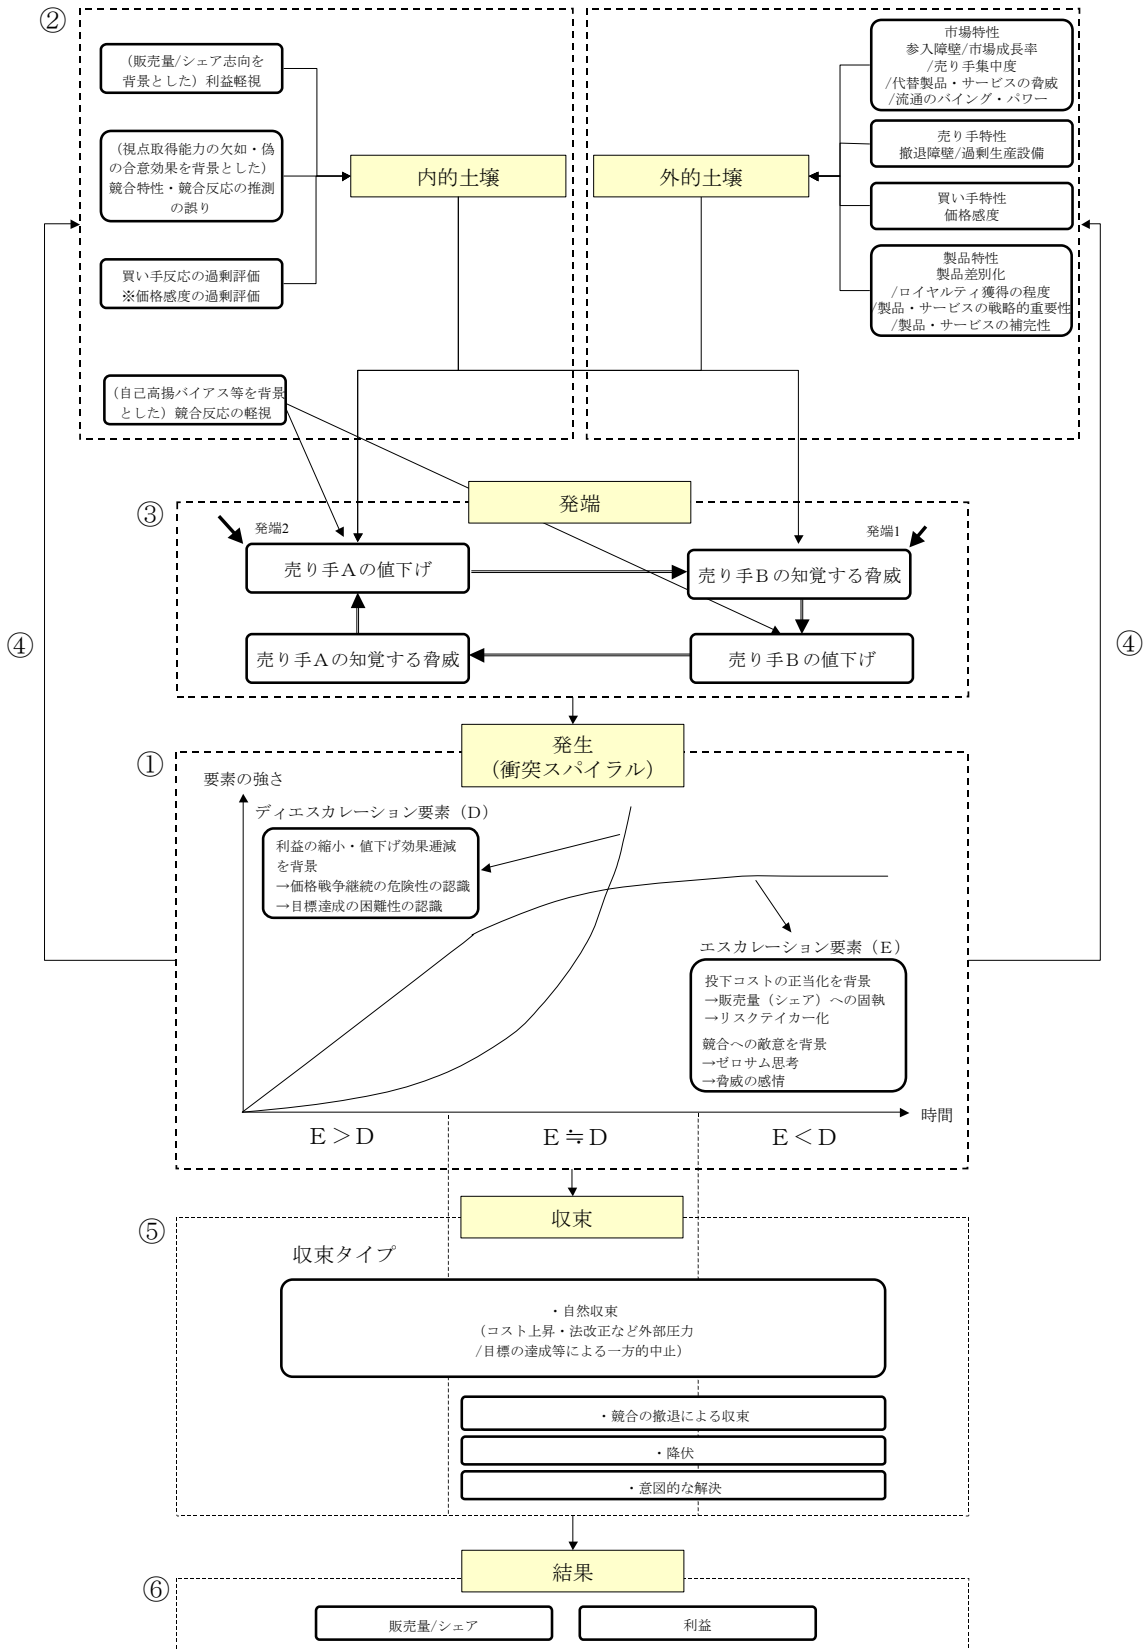 ②
（販売量/シェア志向を
背景とした）利益軽視
（視点取得能力の欠如・偽
の合意効果を背景とした）
競合特性・競合反応の推測
の誤り
買い手反応の過剰評価
※価格感度の過剰評価
（自己高揚バイアス等を背景
とした）競合反応の軽視
内的土壌
外的土壌
市場特性
参入障壁/市場成長率
/売り手集中度
/代替製品・サービスの脅威
/流通のバイング・パワー
売り手特性
撤退障壁/過剰生産設備
買い手特性
価格感度
製品特性
製品差別化
/ロイヤルティ獲得の程度
/製品・サービスの戦略的重要性
/製品・サービスの補完性
③
発端
発端2
発端1
売り手Ａの値下げ
売り手Ｂの知覚する脅威
売り手Ａの知覚する脅威
売り手Ｂの値下げ
④
④
①
発生
（衝突スパイラル）
要素の強さ
ディエスカレーション要素（Ｄ）
利益の縮小・値下げ効果逓減
を背景
→価格戦争継続の危険性の認識
→目標達成の困難性の認識
エスカレーション要素（Ｅ）
投下コストの正当化を背景
→販売量（シェア）への固執
→リスクテイカー化
競合への敵意を背景
→ゼロサム思考
→脅威の感情
時間
Ｅ＞Ｄ
Ｅ≒Ｄ
Ｅ＜Ｄ
⑤
収束
収束タイプ
・自然収束
（コスト上昇・法改正など外部圧力
/目標の達成等による一方的中止）
・競合の撤退による収束
・降伏
・意図的な解決
⑥
結果
販売量/シェア
利益